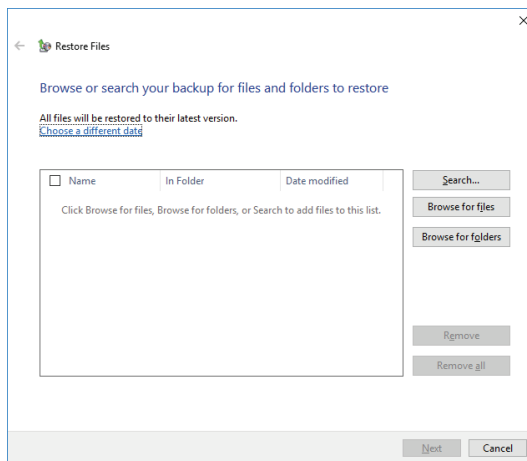 Restore Files
Browse or search your backup for files and folders to restore
All files will be restored to their latest version.
Choose a different date
Name In Folder Date modified
Click Browse for files, Browse for folders, or Search to add files to this list.
Search...
Browse for files
Browse for folders
Remove
Remove all
Next Cancel